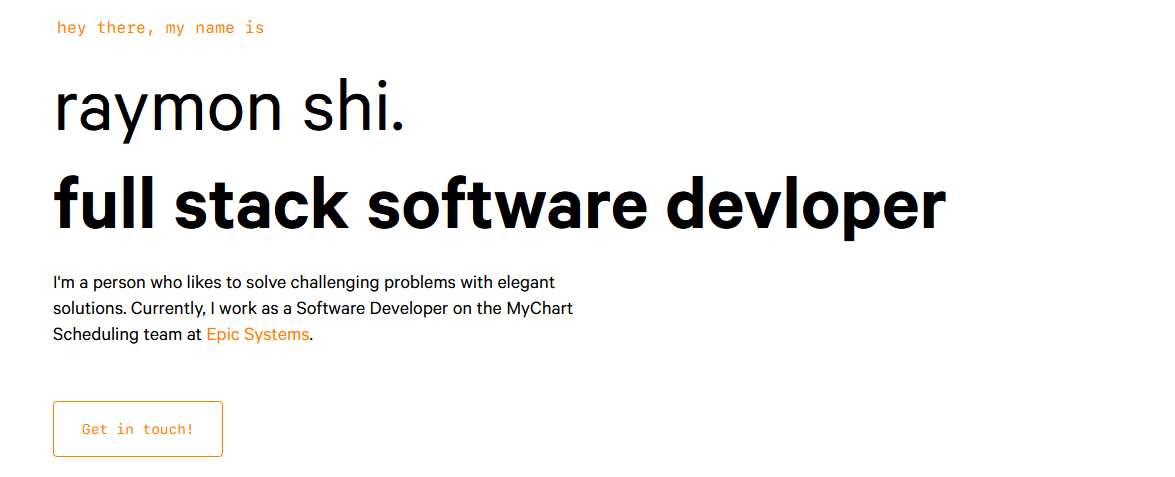 hey there, my name is
raymon shi.
full stack software devloper
I'm a person who likes to solve challenging problems with elegant
solutions. Currently, I work as a Software Developer on the MyChart
Scheduling team at Epic Systems.
Get in touch!